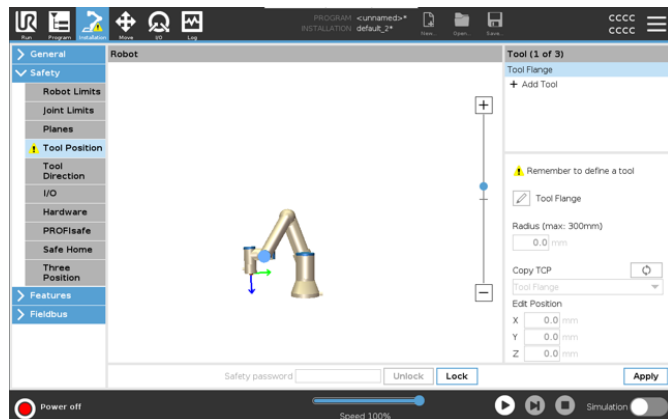 PROGRAM <unnamed>*
INSTALLATION default_2*
Run
Program
Installation
Move
I/O
Log
New...
Open...
Save...
cccc
cccc
General
Safety
Robot Limits
Joint Limits
Planes
Tool Position
Tool
Direction
I/O
Hardware
PROFIsafe
Safe Home
Three
Position
Features
Fieldbus
Robot
Safety password
Unlock
Lock
Tool (1 of 3)
Tool Flange
+ Add Tool
Remember to define a tool
Tool Flange
Radius (max: 300mm)
0.0 mm
Copy TCP
Tool Flange
Edit Position
X 0.0 mm
Y 0.0 mm
Z 0.0 mm
Apply
Power off
Speed 100%
Simulation